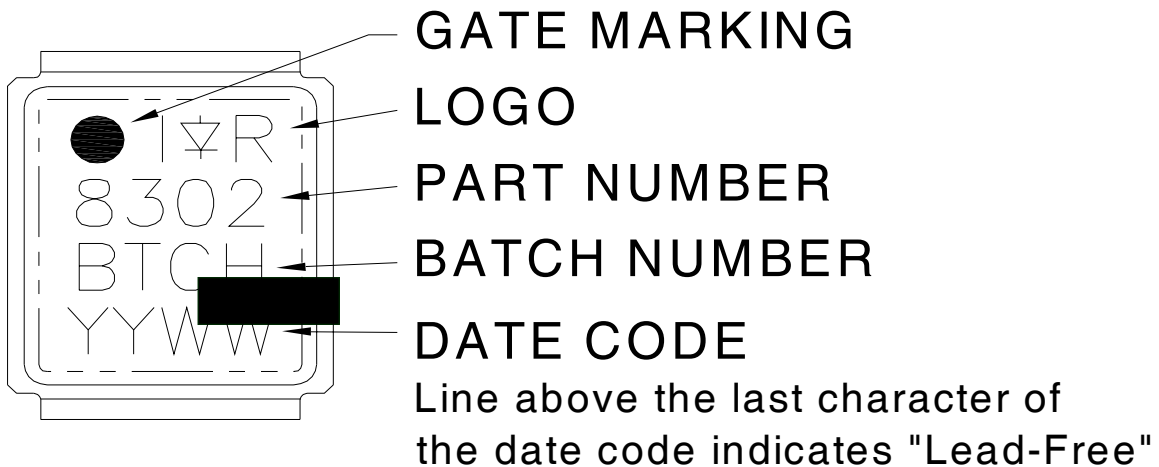 GATE MARKING
I R
LOGO
8302
PART NUMBER
BTCH
BATCH NUMBER
YYWW
DATE CODE
Line above the last character of
the date code indicates "Lead-Free"